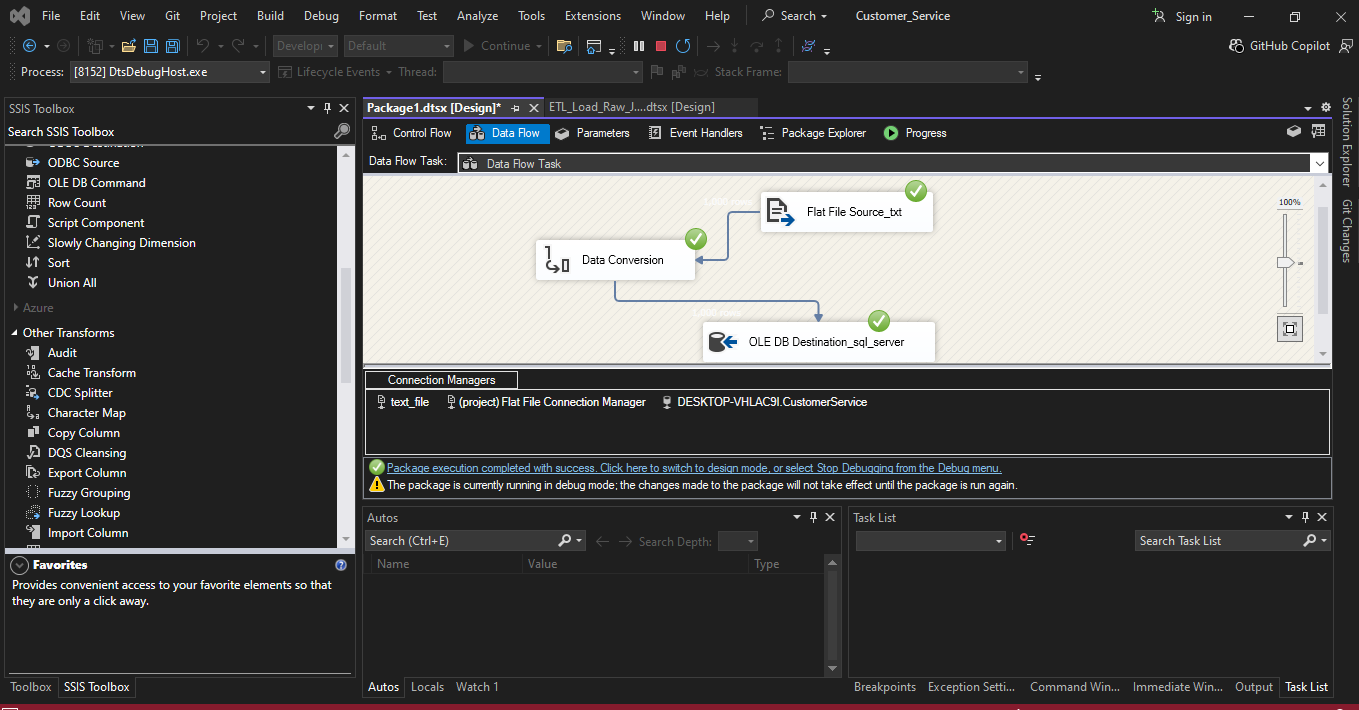 File Edit View Git Project Build Debug Format Test Analyze Tools Extensions Window Help Search Customer_Service Sign in
Develop Default Continue GitHub Copilot
Process: [8152] DtsDebugHost.exe Lifecycle Events Thread: Stack Frame:
SSIS Toolbox
Search SSIS Toolbox
ODBC Source
OLE DB Command
Row Count
Script Component
Slowly Changing Dimension
Sort
Union All
Azure
Other Transforms
Audit
Cache Transform
CDC Splitter
Character Map
Copy Column
DQS Cleansing
Export Column
Fuzzy Grouping
Fuzzy Lookup
Import Column
Favorites
Provides convenient access to your favorite elements so that
they are only a click away.
Toolbox SSIS Toolbox
Package1.dtsx [Design]* ETL_Load_Raw_J....dtsx [Design]
Control Flow Data Flow Parameters Event Handlers Package Explorer Progress
Data Flow Task: Data Flow Task
1,000 rows
Flat File Source_txt
Data Conversion
1,000 rows
OLE DB Destination_sql_server
100%
Connection Managers
text_file (project) Flat File Connection Manager DESKTOP-VHLAC9I.CustomerService
Package execution completed with success. Click here to switch to design mode, or select Stop Debugging from the Debug menu.
The package is currently running in debug mode; the changes made to the package will not take effect until the package is run again.
Autos
Search (Ctrl+E) Search Depth:
Name Value Type
Autos Locals Watch 1
Task List
Search Task List
Breakpoints Exception Setti... Command Win... Immediate Win... Output Task List
Solution Explorer
Git Changes